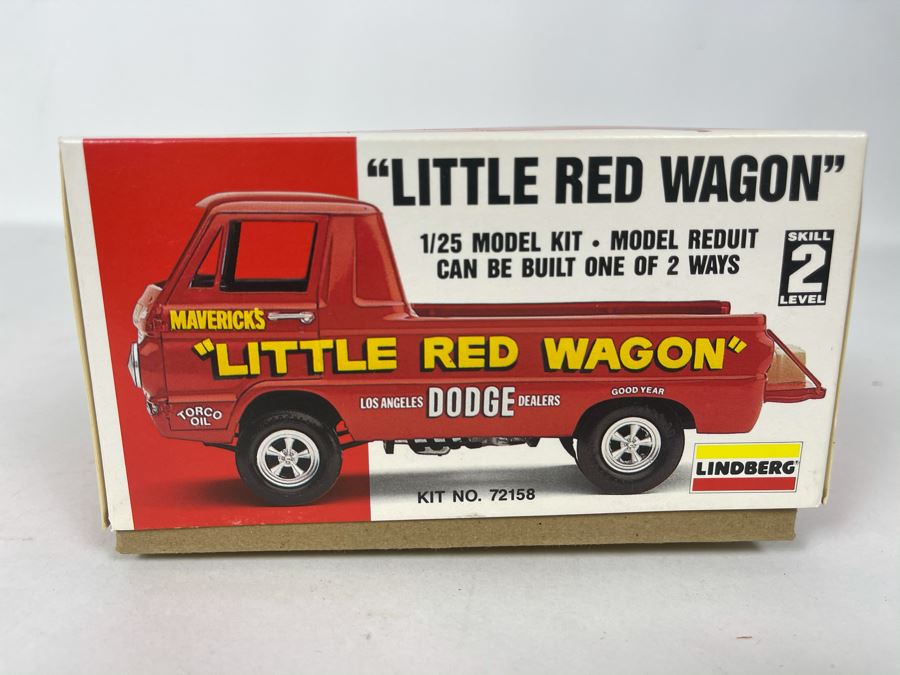 "LITTLE RED WAGON"
1/25 MODEL KIT • MODEL REDUIT
CAN BE BUILT ONE OF 2 WAYS
SKILL
2
LEVEL
MAVERICK'S
"LITTLE RED WAGON"
TORCO
OIL
LOS ANGELES DODGE DEALERS
GOOD YEAR
LINDBERG®
KIT NO. 72158